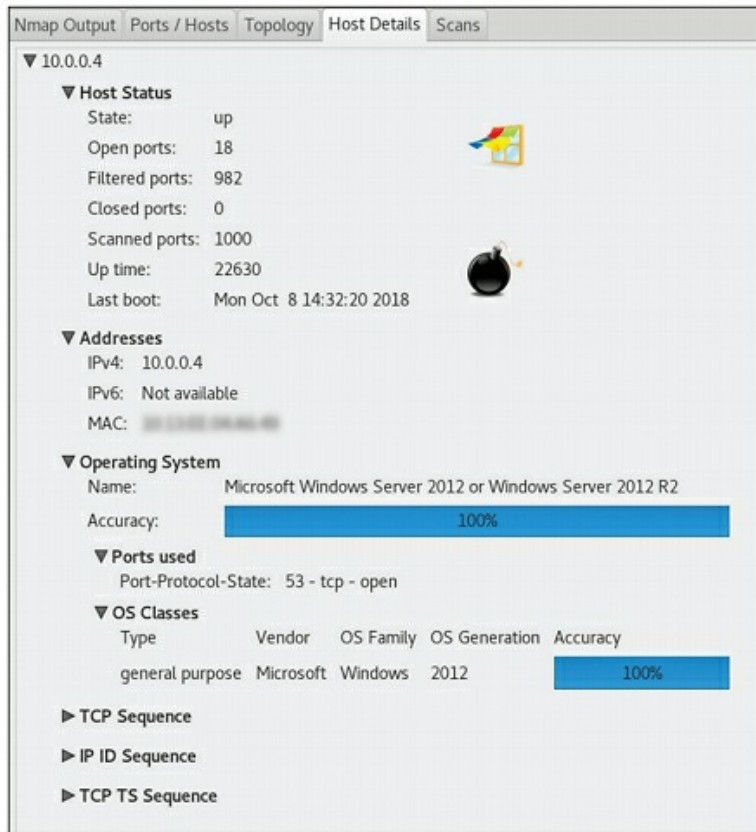 Nmap Output Ports / Hosts Topology Host Details Scans
10.0.0.4
Host Status
State: up
Open ports: 18
Filtered ports: 982
Closed ports: 0
Scanned ports: 1000
Up time: 22630
Last boot: Mon Oct 8 14:32:20 2018
Addresses
IPv4: 10.0.0.4
IPv6: Not available
MAC:
Operating System
Name: Microsoft Windows Server 2012 or Windows Server 2012 R2
Accuracy: 100%
Ports used
Port-Protocol-State: 53 - tcp - open
OS Classes
Type Vendor OS Family OS Generation Accuracy
general purpose Microsoft Windows 2012 100%
TCP Sequence
IP ID Sequence
TCP TS Sequence